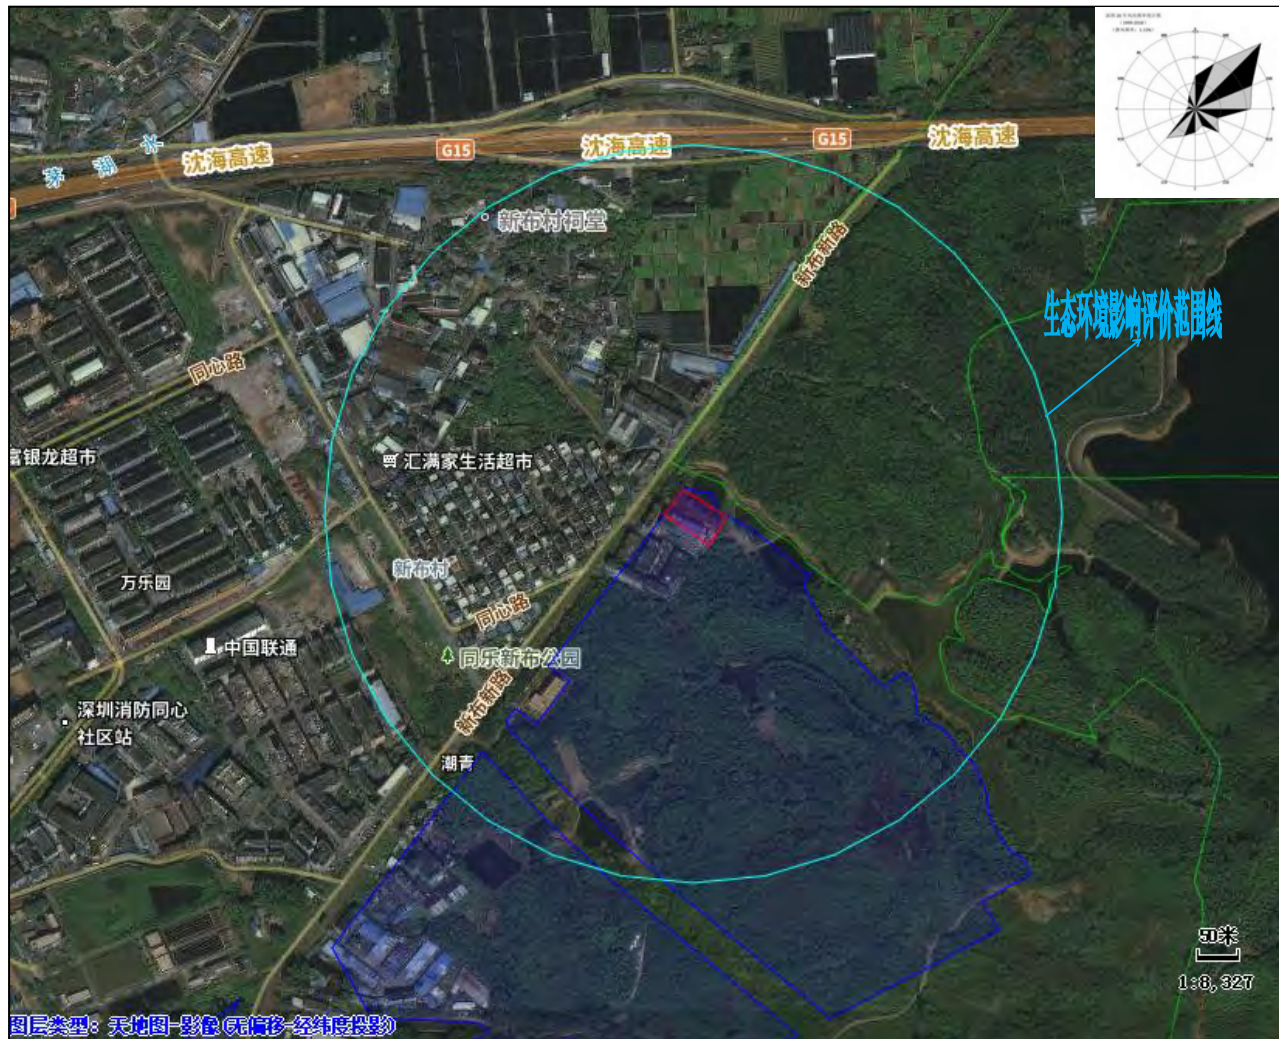 茅湖水
沈海高速
G15
沈海高速
G15
沈海高速
新布村祠堂
新布新路
生态环境影响评价范围线
同心路
富银龙超市
汇满家生活超市
新布村
万乐园
同心路
中国联通
同乐新布公园
新布新路
深圳消防同心
社区站
潮青
50米
1:8,327
图层类型：天地图-影像(无偏移-经纬度投影)